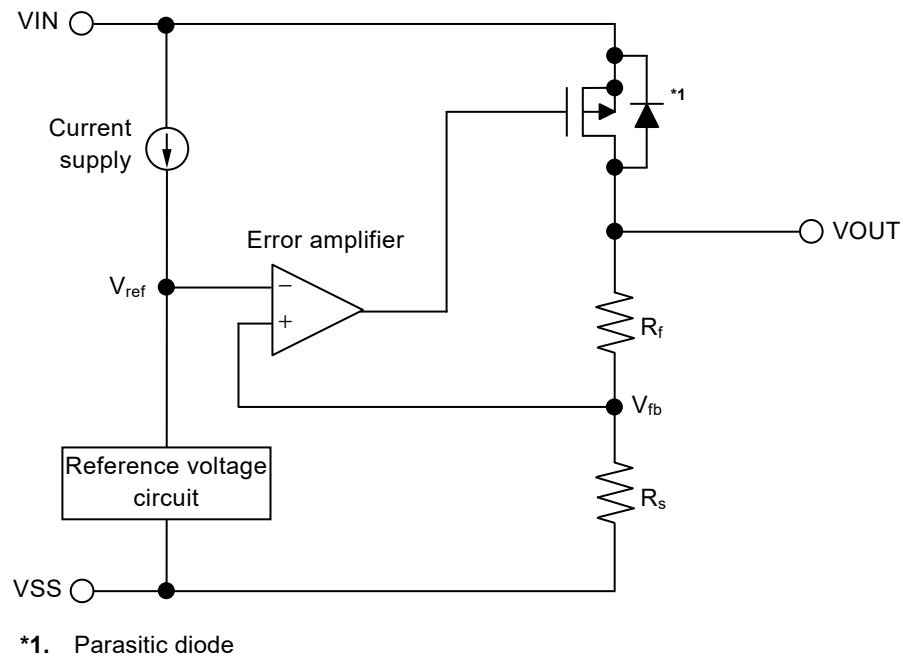 VIN
*1
Current
supply
Error amplifier
VOUT
Vref
−
+
Rf
Vfb
Reference voltage
circuit
Rs
VSS
*1. Parasitic diode